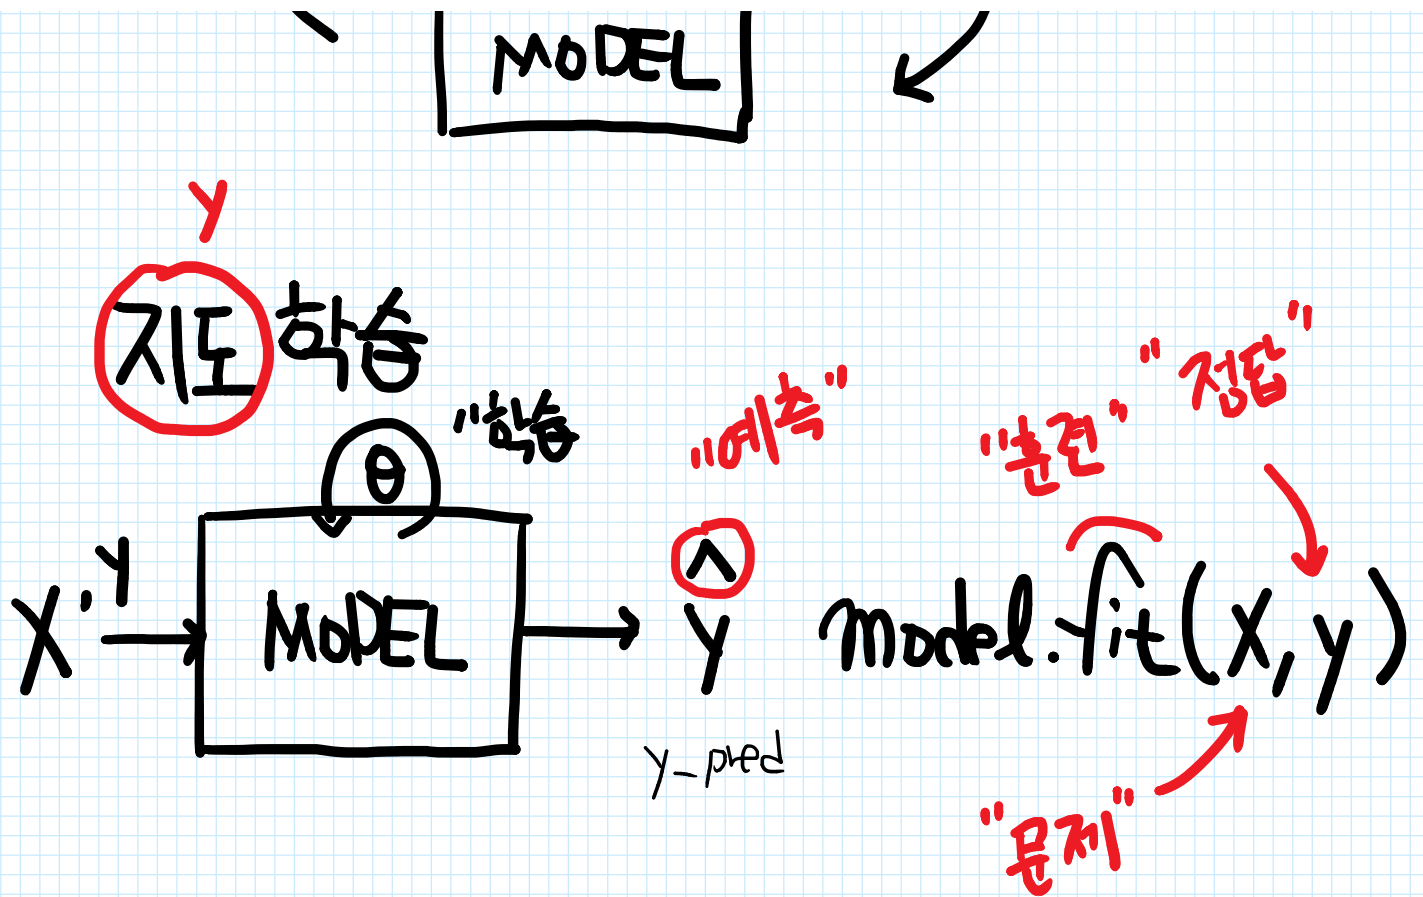 MODEL
y
지도 학습
"학습
"예측"
"훈련"
"정답"
θ
X, y
MODEL
ŷ
model.fit(X, y)
y_pred
"문제"